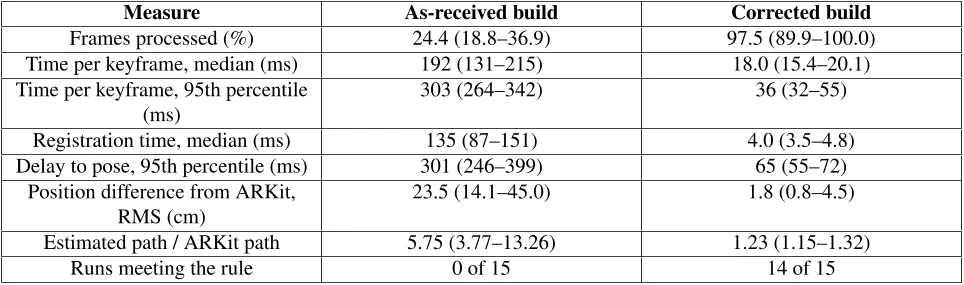 Measure As-received build Corrected build
Frames processed (%) 24.4 (18.8–36.9) 97.5 (89.9–100.0)
Time per keyframe, median (ms) 192 (131–215) 18.0 (15.4–20.1)
Time per keyframe, 95th percentile 303 (264–342) 36 (32–55)
(ms)
Registration time, median (ms) 135 (87–151) 4.0 (3.5–4.8)
Delay to pose, 95th percentile (ms) 301 (246–399) 65 (55–72)
Position difference from ARKit, 23.5 (14.1–45.0) 1.8 (0.8–4.5)
RMS (cm)
Estimated path / ARKit path 5.75 (3.77–13.26) 1.23 (1.15–1.32)
Runs meeting the rule 0 of 15 14 of 15